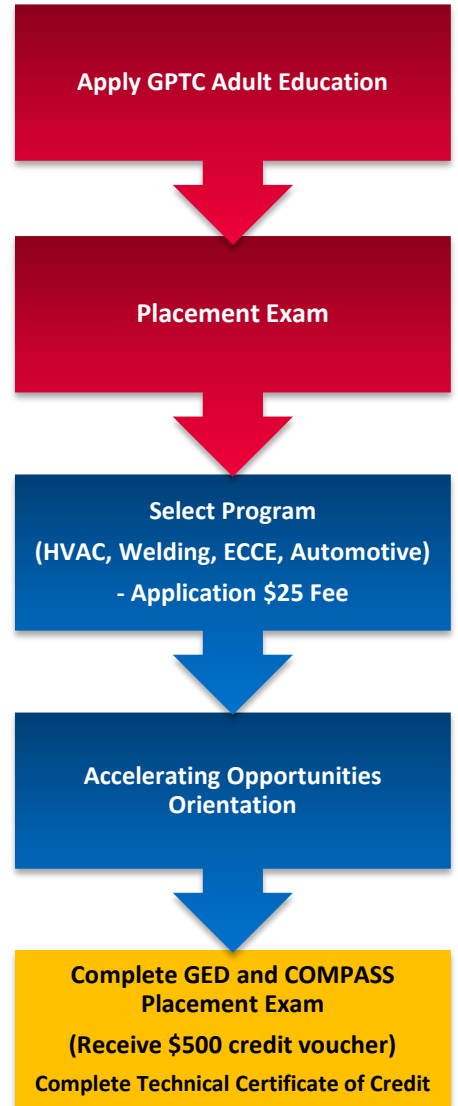 Apply GPTC Adult Education
Placement Exam
Select Program
(HVAC, Welding, ECCE, Automotive)
- Application $25 Fee
Accelerating Opportunities
Orientation
Complete GED and COMPASS
Placement Exam
(Receive $500 credit voucher)
Complete Technical Certificate of Credit